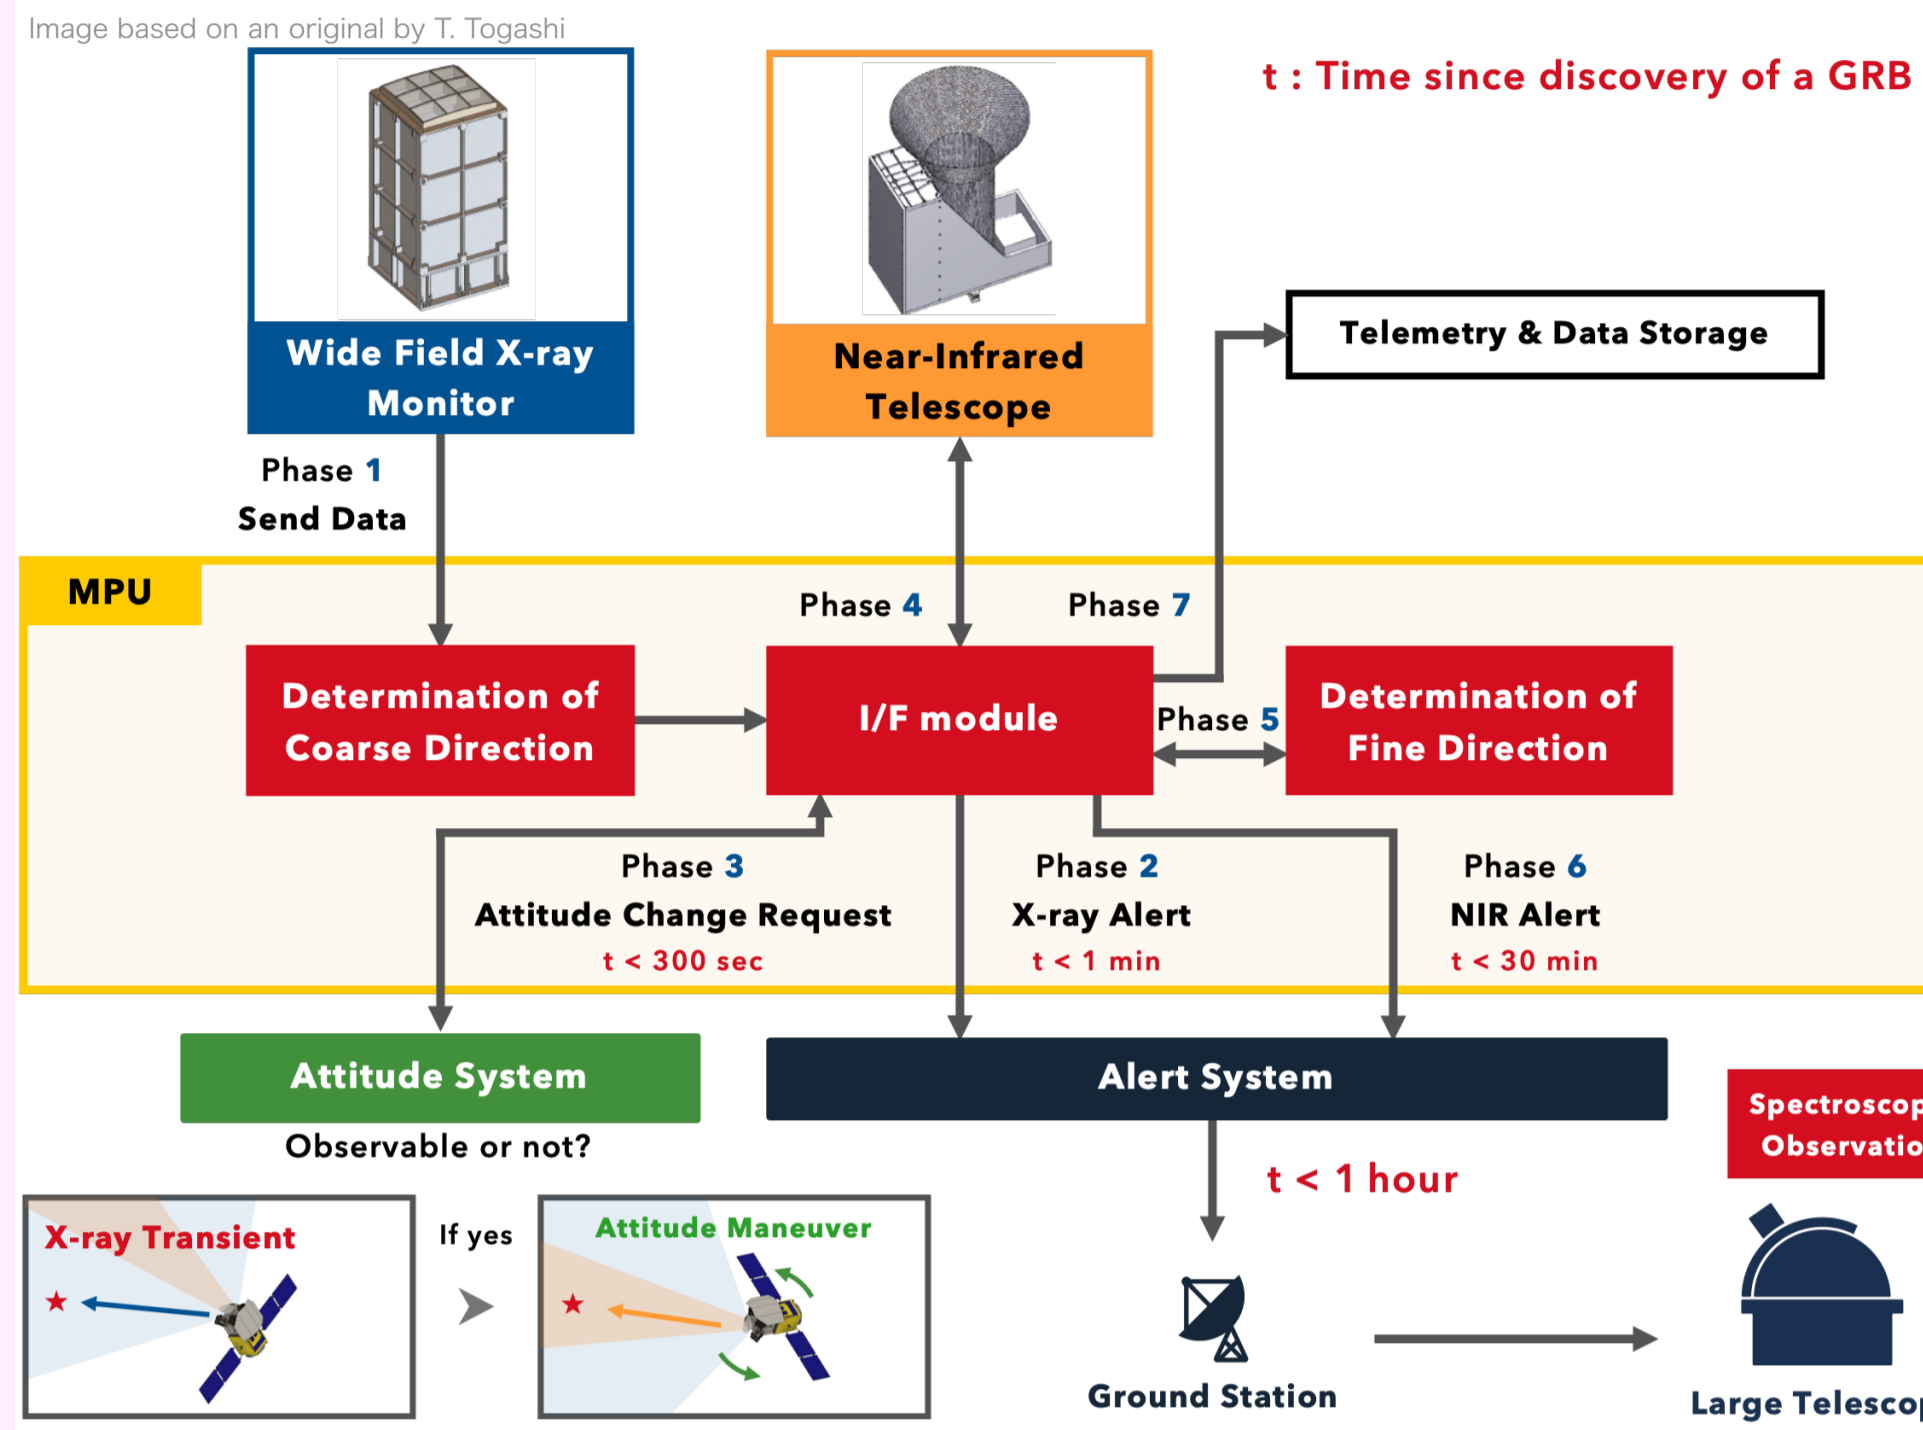 Image based on an original by T. Togashi
t : Time since discovery of a GRB
Wide Field X-ray
Monitor
Near-Infrared
Telescope
Telemetry & Data Storage
Phase 1
Send Data
MPU
Phase 4
Phase 7
Determination of
Coarse Direction
I/F module
Phase 5
Determination of
Fine Direction
Phase 3
Attitude Change Request
t < 300 sec
Phase 2
X-ray Alert
t < 1 min
Phase 6
NIR Alert
t < 30 min
Attitude System
Observable or not?
Alert System
t < 1 hour
X-ray Transient
If yes
Attitude Maneuver
Ground Station
Spectroscop
Observatio
Large Telescop